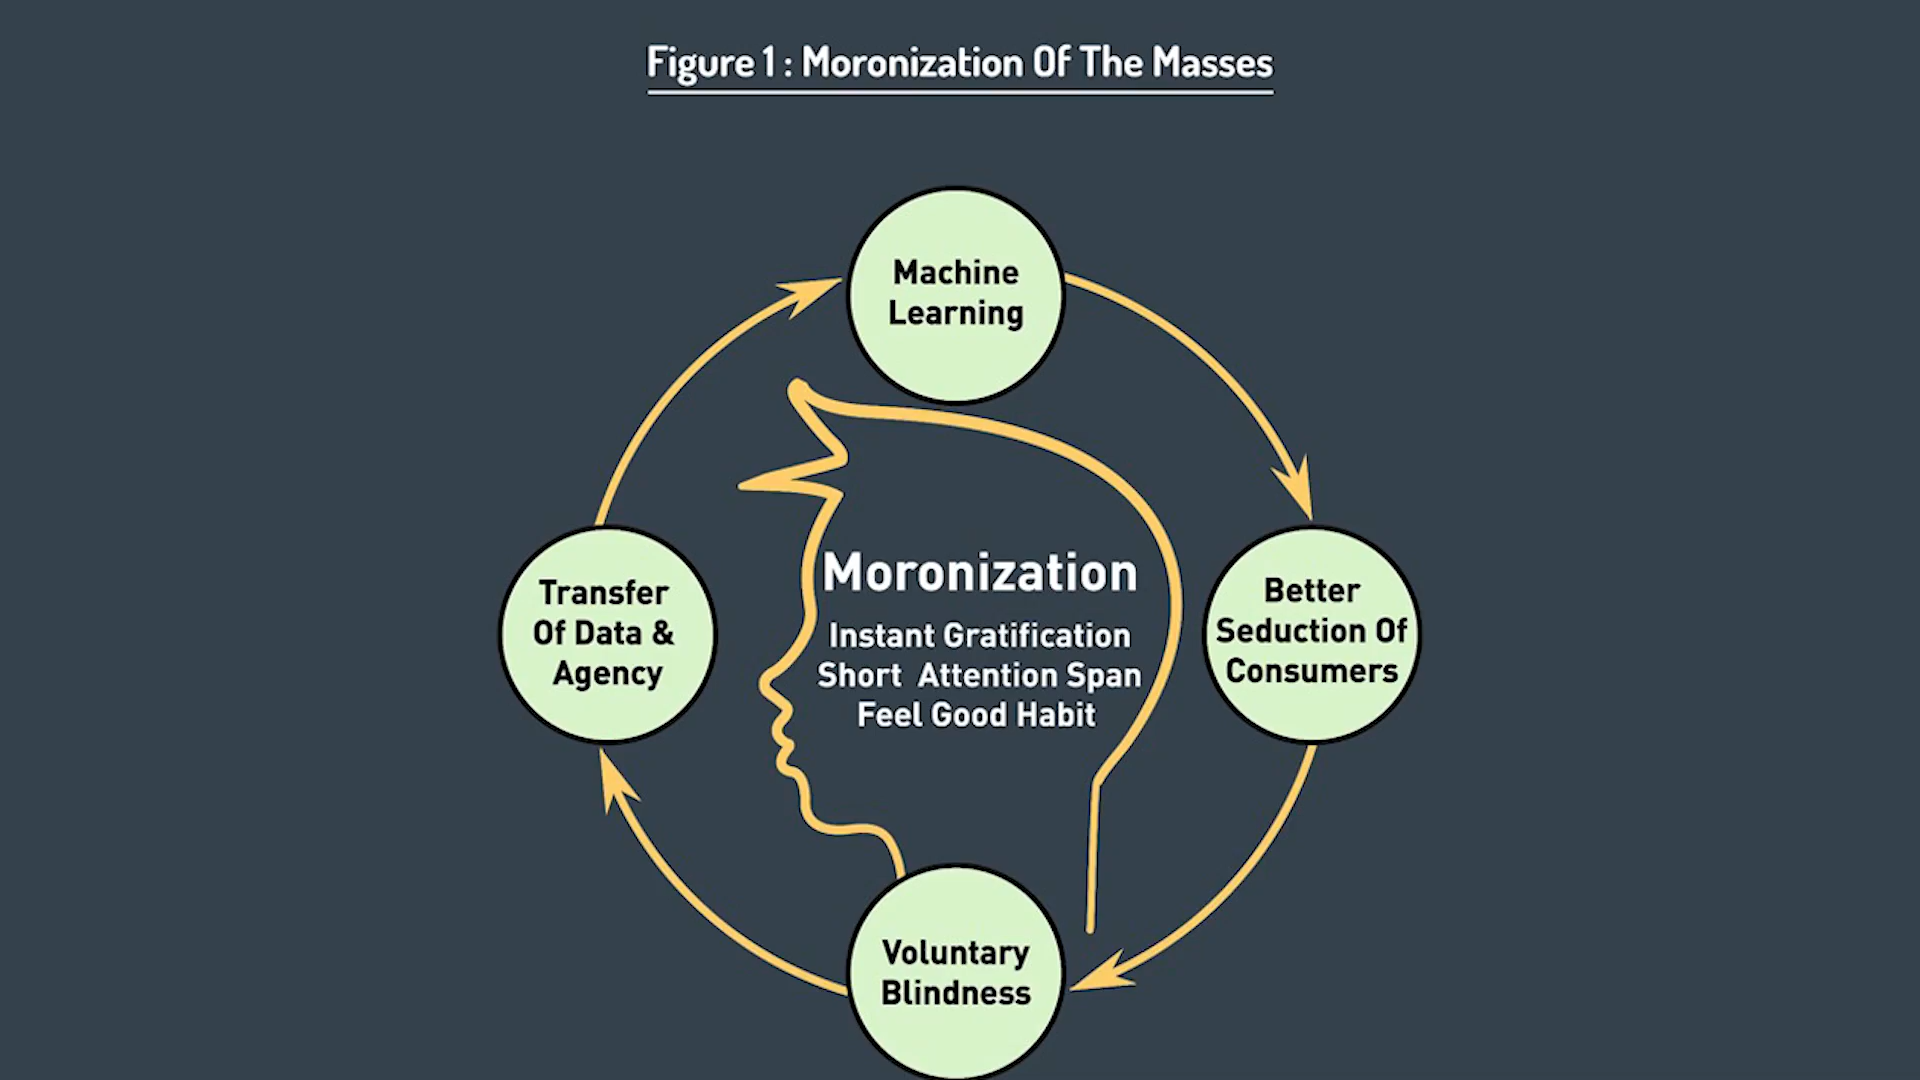 Figure 1 : Moronization Of The Masses
Machine
Learning
Better
Seduction Of
Consumers
Voluntary
Blindness
Transfer
Of Data &
Agency
Moronization
Instant Gratification
Short Attention Span
Feel Good Habit